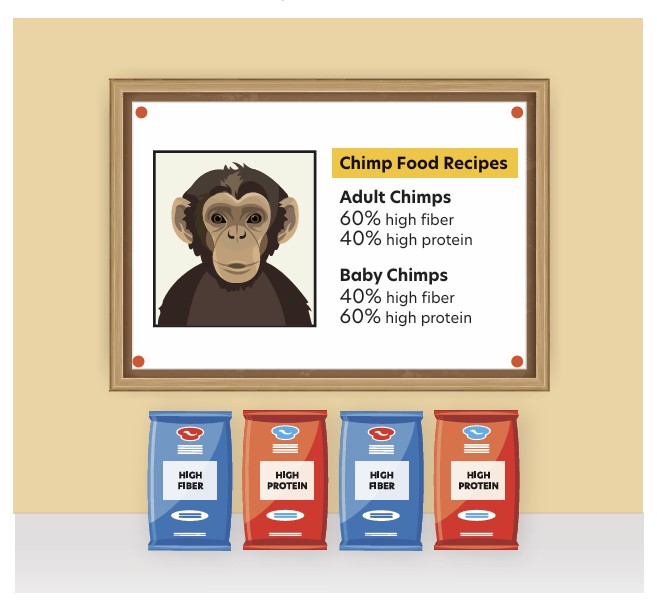 Chimp Food Recipes
Adult Chimps
60% high fiber
40% high protein
Baby Chimps
40% high fiber
60% high protein
HIGH
FIBER
HIGH
PROTEIN
HIGH
FIBER
HIGH
PROTEIN